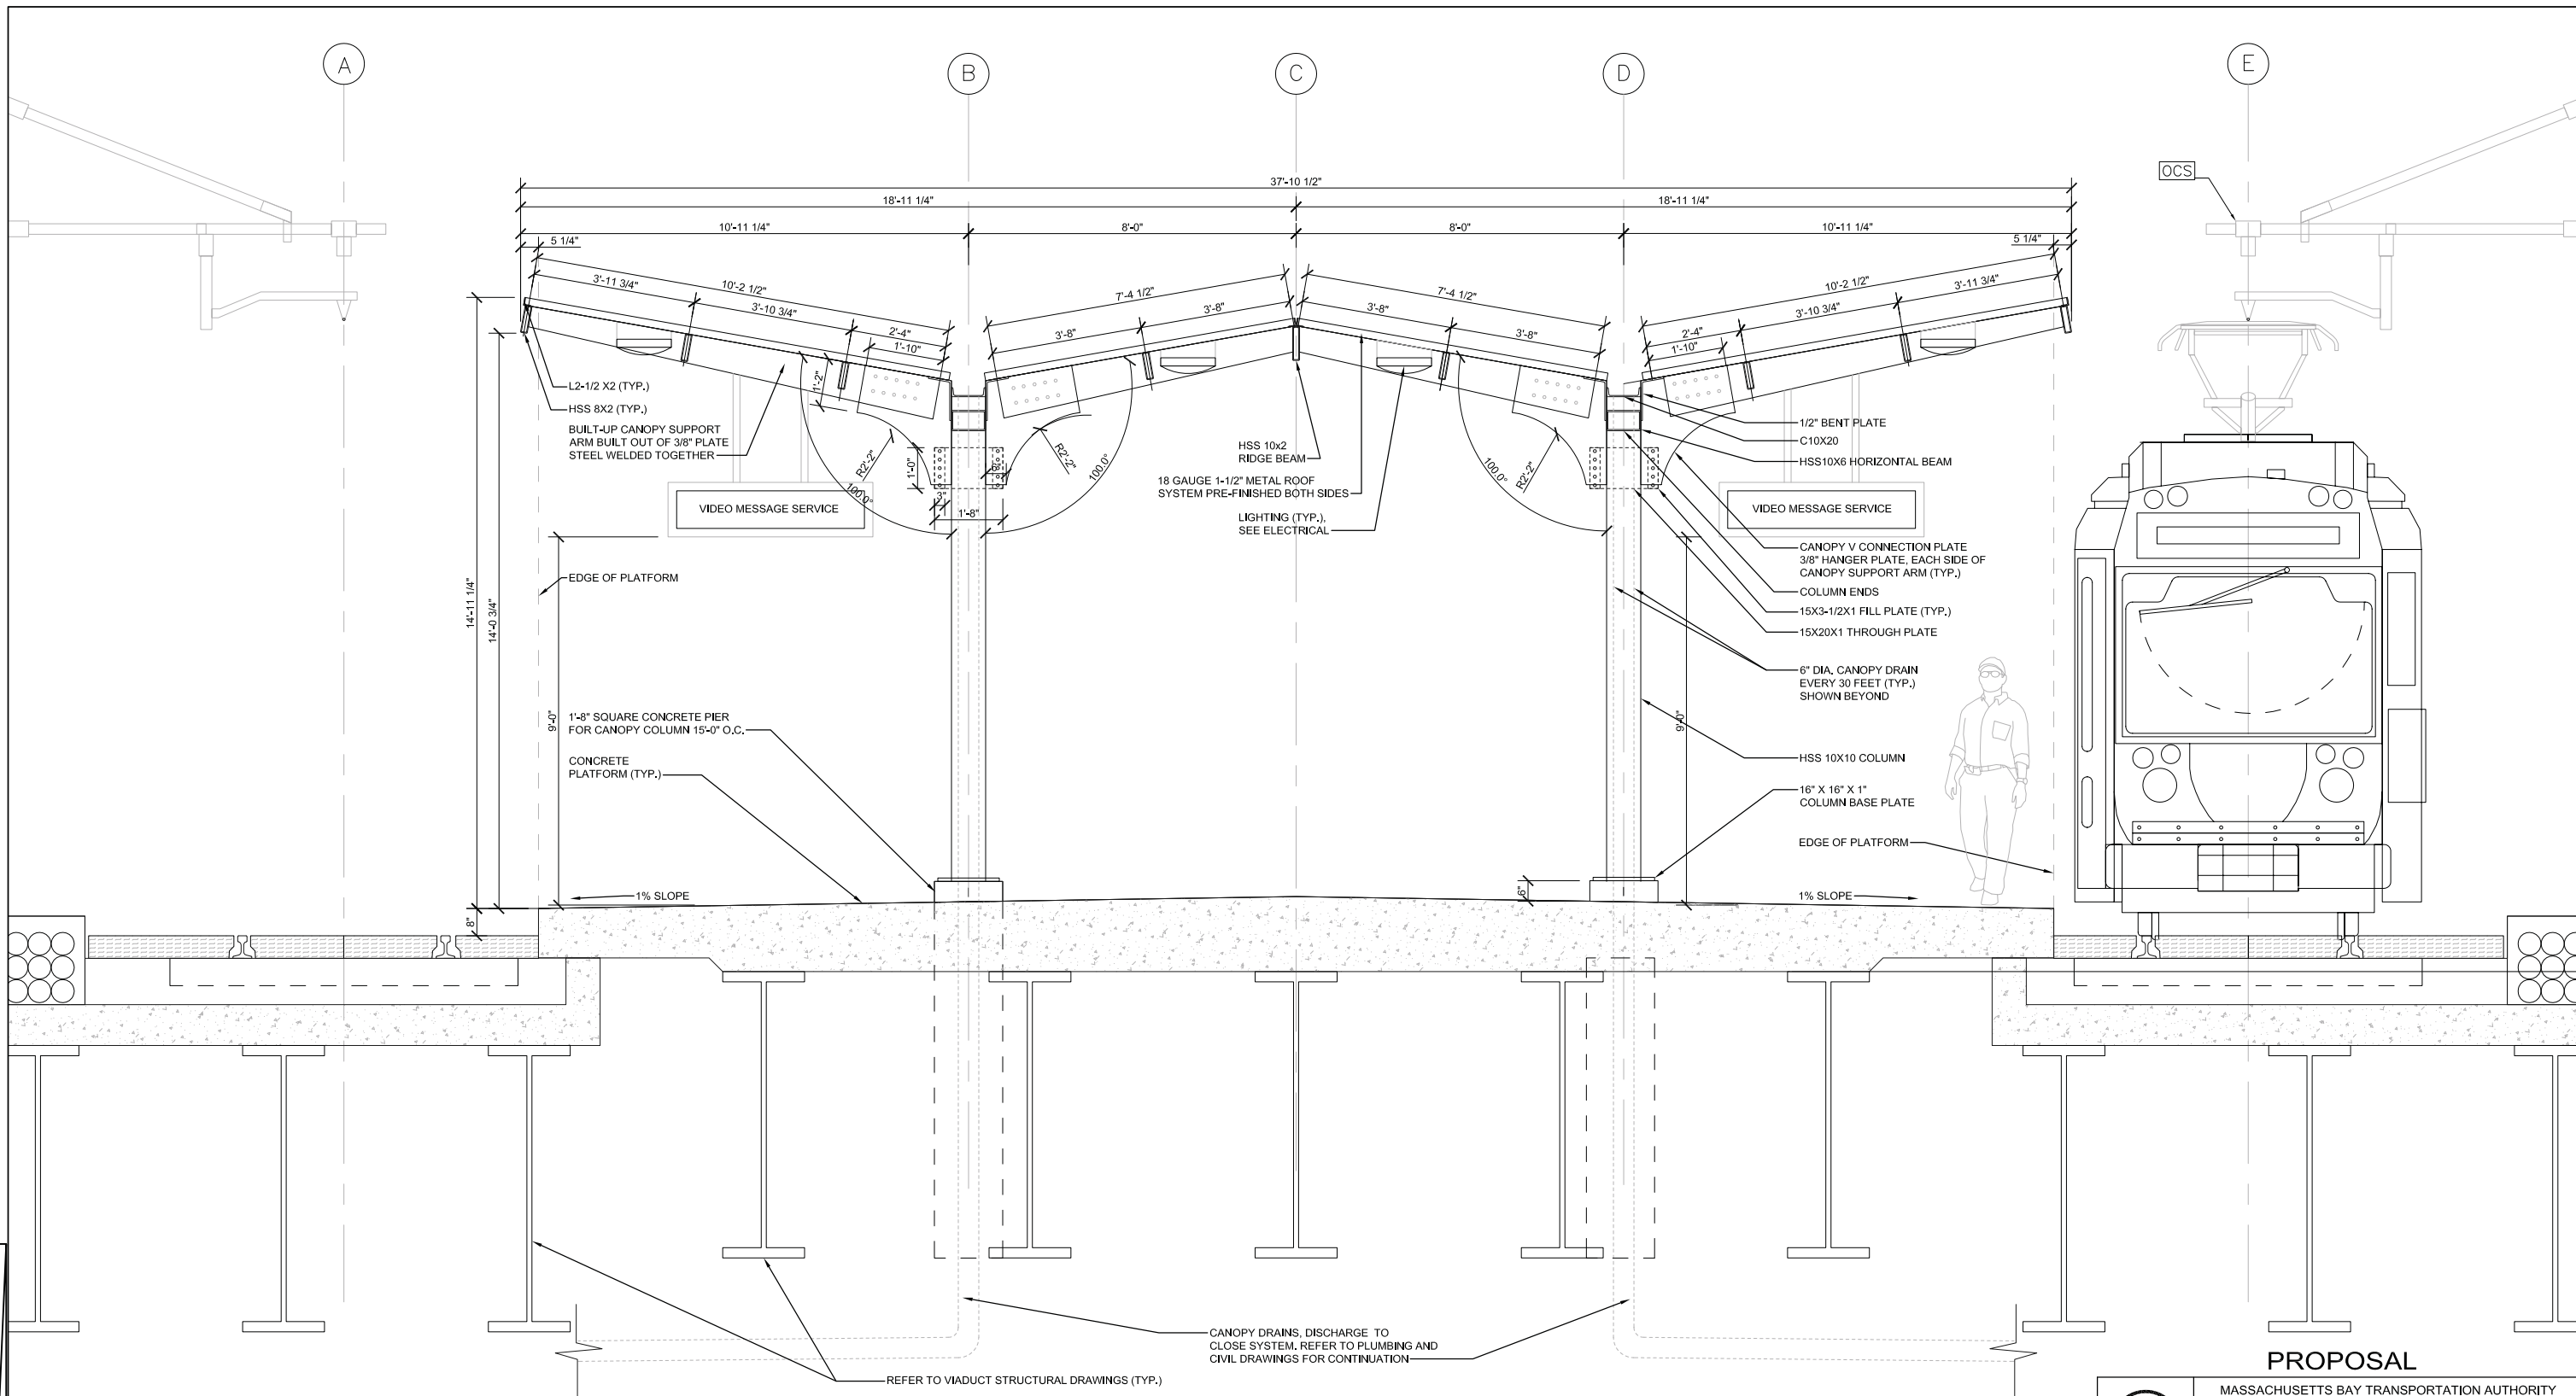 A
B
C
D
E
OCS
37'-10 1/2"
18'-11 1/4"
18'-11 1/4"
10'-11 1/4"
8'-0"
8'-0"
10'-11 1/4"
5 1/4"
5 1/4"
3'-11 3/4"
10'-2 1/2"
3'-10 3/4"
2'-4"
1'-10"
1'-2"
7'-4 1/2"
3'-8"
3'-8"
7'-4 1/2"
3'-8"
3'-8"
10'-2 1/2"
3'-11 3/4"
3'-10 3/4"
2'-4"
1'-10"
L2-1/2 X2 (TYP.)
HSS 8X2 (TYP.)
BUILT-UP CANOPY SUPPORT
ARM BUILT OUT OF 3/8" PLATE
STEEL WELDED TOGETHER
R2'-2"
100.0°
1'-0"
3"
1'-8"
R2'-2"
100.0°
HSS 10x2
RIDGE BEAM
18 GAUGE 1-1/2" METAL ROOF
SYSTEM PRE-FINISHED BOTH SIDES
LIGHTING (TYP.),
SEE ELECTRICAL
100.0°
R2'-2"
1/2" BENT PLATE
C10X20
HSS10X6 HORIZONTAL BEAM
VIDEO MESSAGE SERVICE
VIDEO MESSAGE SERVICE
CANOPY V CONNECTION PLATE
3/8" HANGER PLATE, EACH SIDE OF
CANOPY SUPPORT ARM (TYP.)
COLUMN ENDS
15X3-1/2X1 FILL PLATE (TYP.)
15X20X1 THROUGH PLATE
6" DIA. CANOPY DRAIN
EVERY 30 FEET (TYP.)
SHOWN BEYOND
HSS 10X10 COLUMN
16" X 16" X 1"
COLUMN BASE PLATE
EDGE OF PLATFORM
1% SLOPE
EDGE OF PLATFORM
14'-11 1/4"
14'-0 3/4"
9'-0"
9'-0"
8"
6"
1'-8" SQUARE CONCRETE PIER
FOR CANOPY COLUMN 15'-0" O.C.
CONCRETE
PLATFORM (TYP.)
1% SLOPE
CANOPY DRAINS, DISCHARGE TO
CLOSE SYSTEM. REFER TO PLUMBING AND
CIVIL DRAWINGS FOR CONTINUATION
REFER TO VIADUCT STRUCTURAL DRAWINGS (TYP.)
PROPOSAL
MASSACHUSETTS BAY TRANSPORTATION AUTHORITY